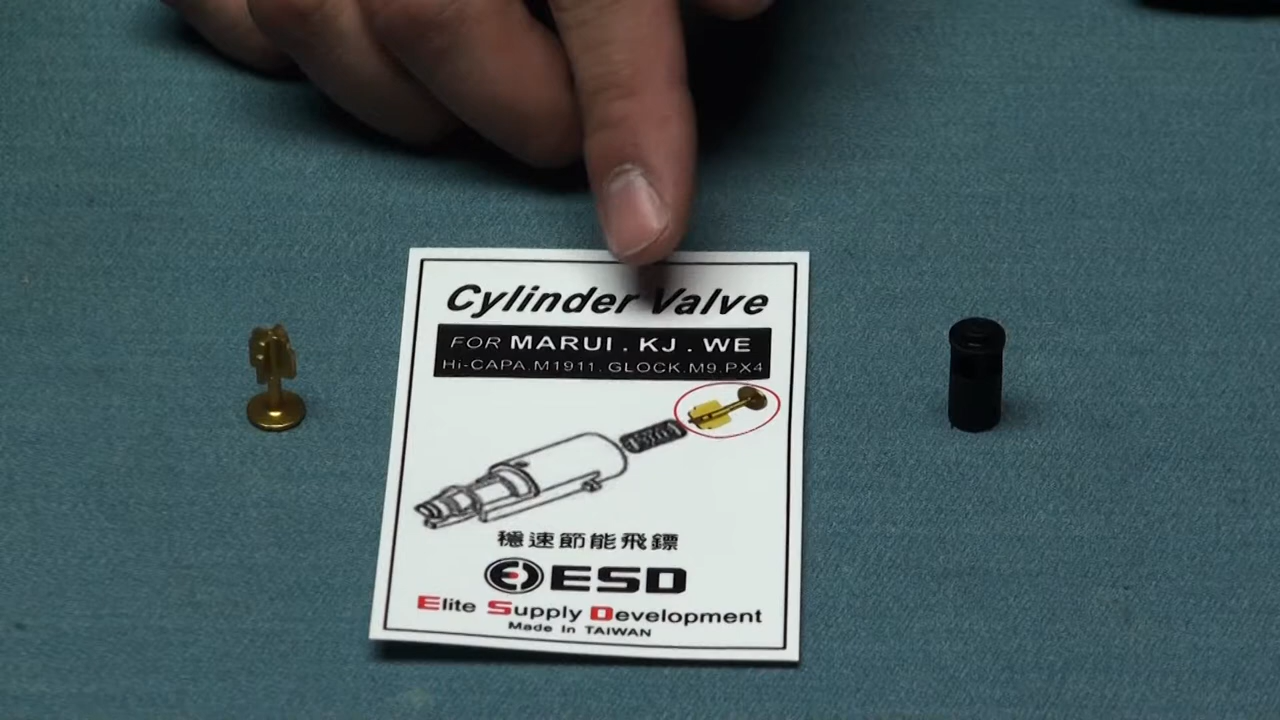 Cylinder Valve
FOR MARUI . KJ . WE
Hi-CAPA.M1911. GLOCK.M9.PX4
穩速節能飛鏢
ESD
Elite Supply Development
Made In TAIWAN